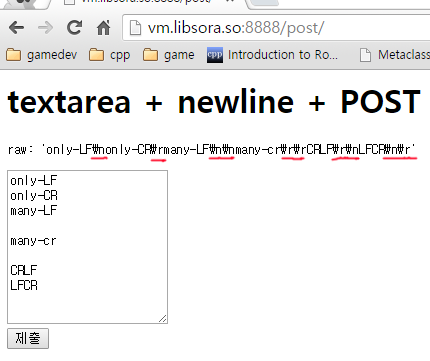 vm.libsora.so:8888/post/
vm.libsora.so:8888/post/
gamedev cpp game Introduction to Ro... Metaclass
textarea + newline + POST
raw: 'only-LF₩nonly-CR₩rmany-LF₩n₩nmany-cr₩r₩rCRLF₩r₩nLFCR₩n₩r'
only-LF
only-CR
many-LF
many-cr
CRLF
LFCR
제출